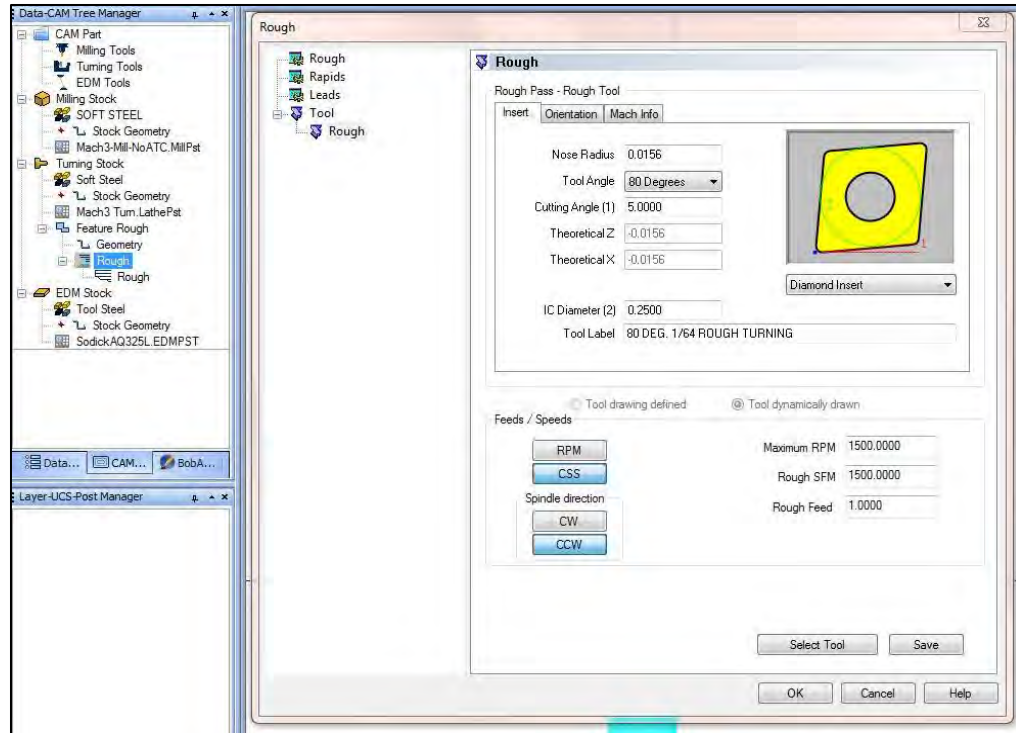 Data-CAM Tree Manager
CAM Part
Milling Tools
Turning Tools
EDM Tools
Milling Stock
SOFT STEEL
Stock Geometry
Mach3-Mill-NoATC.MillPst
Turning Stock
Soft Steel
Stock Geometry
Mach3 Turn.LathePst
Feature Rough
Geometry
Rough
Rough
EDM Stock
Tool Steel
Stock Geometry
SodickAQ325L.EDMPST
Data...
CAM...
BobA...
Layer-UCS-Post Manager
Rough
Rough
Rapids
Leads
Tool
Rough
Rough
Rough Pass - Rough Tool
Insert Orientation Mach Info
Nose Radius 0.0156
Tool Angle 80 Degrees
Cutting Angle (1) 5.0000
Theoretical Z -0.0156
Theoretical X -0.0156
Diamond Insert
IC Diameter (2) 0.2500
Tool Label 80 DEG. 1/64 ROUGH TURNING
Tool drawing defined Tool dynamically drawn
Feeds / Speeds
RPM
CSS
Spindle direction
CW
CCW
Maximum RPM 1500.0000
Rough SFM 1500.0000
Rough Feed 1.0000
Select Tool Save
OK Cancel Help